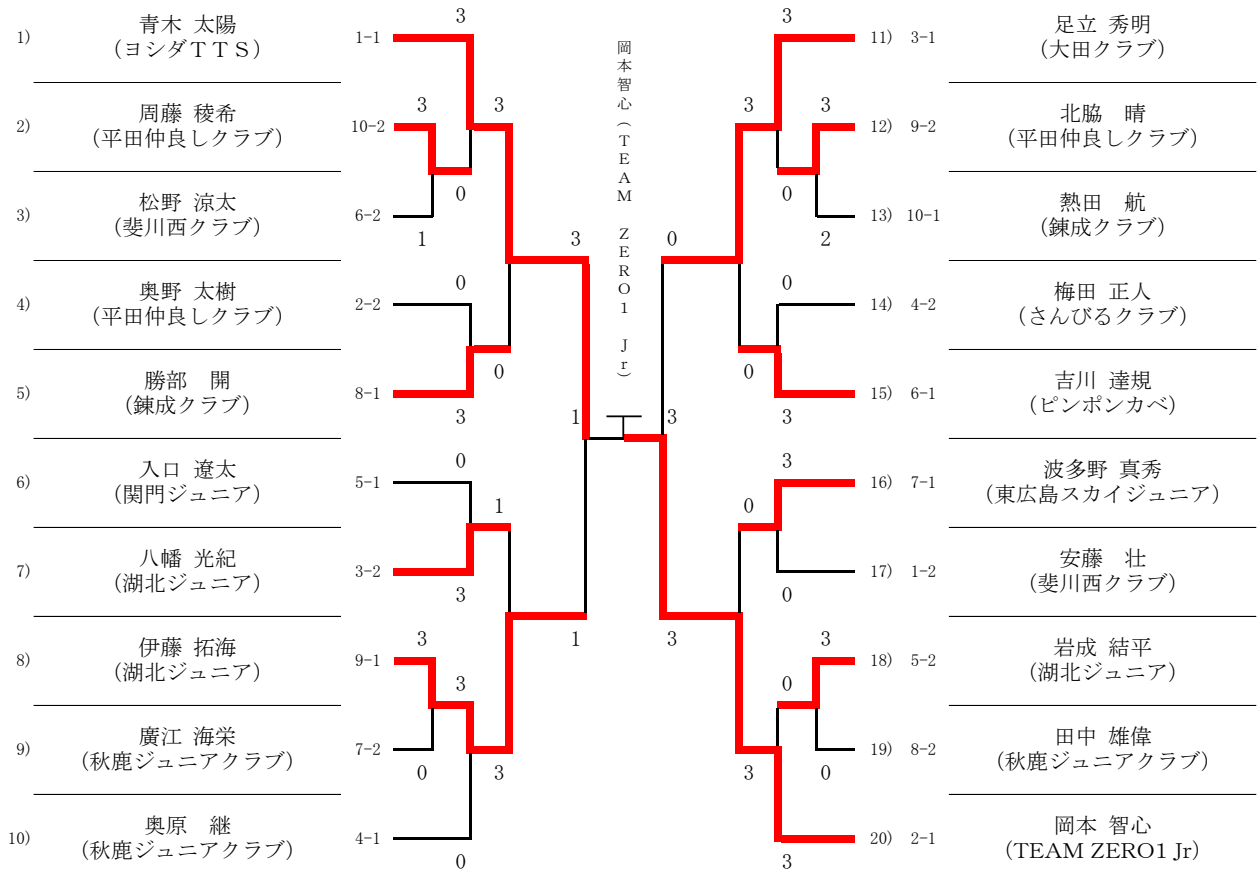 1)
青木 太陽
(ヨシダTTS)
1-1
3
2)
周藤 稜希
(平田仲良しクラブ)
10-2
3
3
3)
松野 涼太
(斐川西クラブ)
6-2
1
0
3
4)
奥野 太樹
(平田仲良しクラブ)
2-2
0
5)
勝部 開
(錬成クラブ)
8-1
3
0
1
6)
入口 遼太
(関門ジュニア)
5-1
0
7)
八幡 光紀
(湖北ジュニア)
3-2
3
1
8)
伊藤 拓海
(湖北ジュニア)
9-1
3
3
1
9)
廣江 海栄
(秋鹿ジュニアクラブ)
7-2
0
3
10)
奥原 継
(秋鹿ジュニアクラブ)
4-1
0
岡本智心(TEAM ZERO1 Jr)
3
11) 3-1
足立 秀明
(大田クラブ)
3
3
12) 9-2
北脇 晴
(平田仲良しクラブ)
0
0
2
13) 10-1
熱田 航
(錬成クラブ)
0
14) 4-2
梅田 正人
(さんびるクラブ)
0
3
15) 6-1
吉川 達規
(ピンポンカベ)
3
3
16) 7-1
波多野 真秀
(東広島スカイジュニア)
0
0
17) 1-2
安藤 壮
(斐川西クラブ)
3
3
18) 5-2
岩成 結平
(湖北ジュニア)
0
3
0
19) 8-2
田中 雄偉
(秋鹿ジュニアクラブ)
3
20) 2-1
岡本 智心
(TEAM ZERO1 Jr)